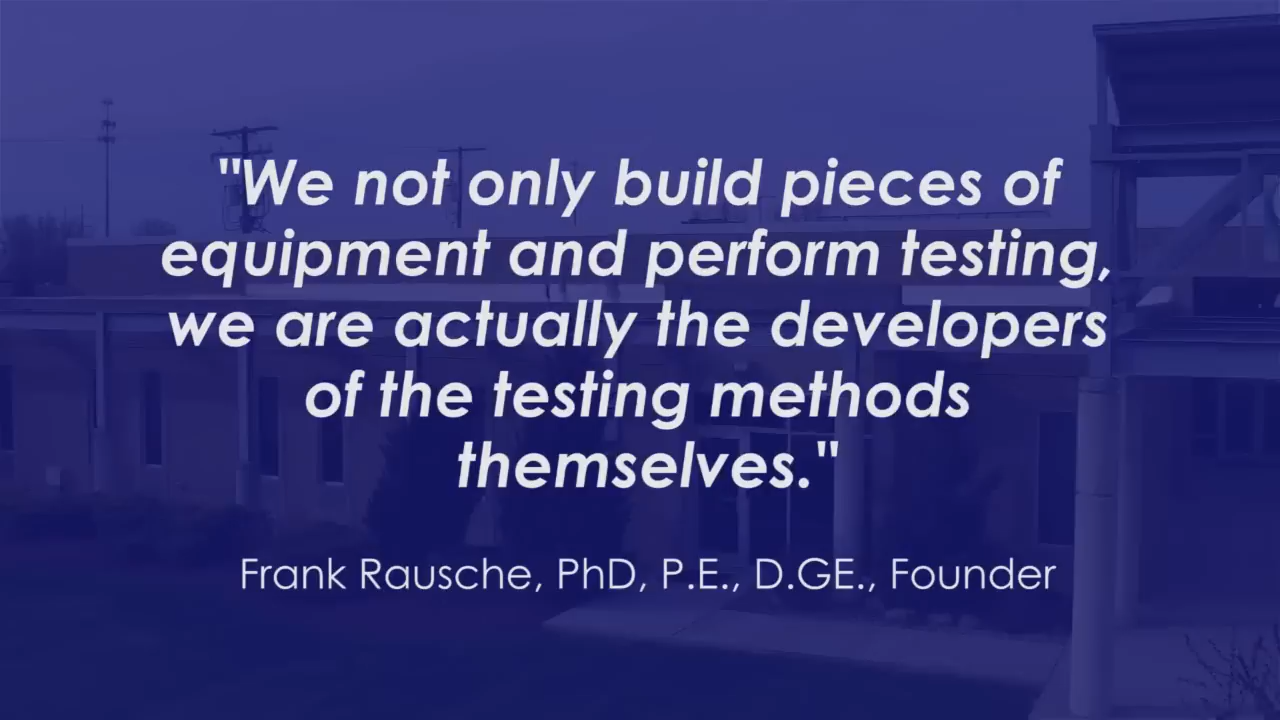 "We not only build pieces of
equipment and perform testing,
we are actually the developers
of the testing methods
themselves."
Frank Rausche, PhD, P.E., D.GE., Founder